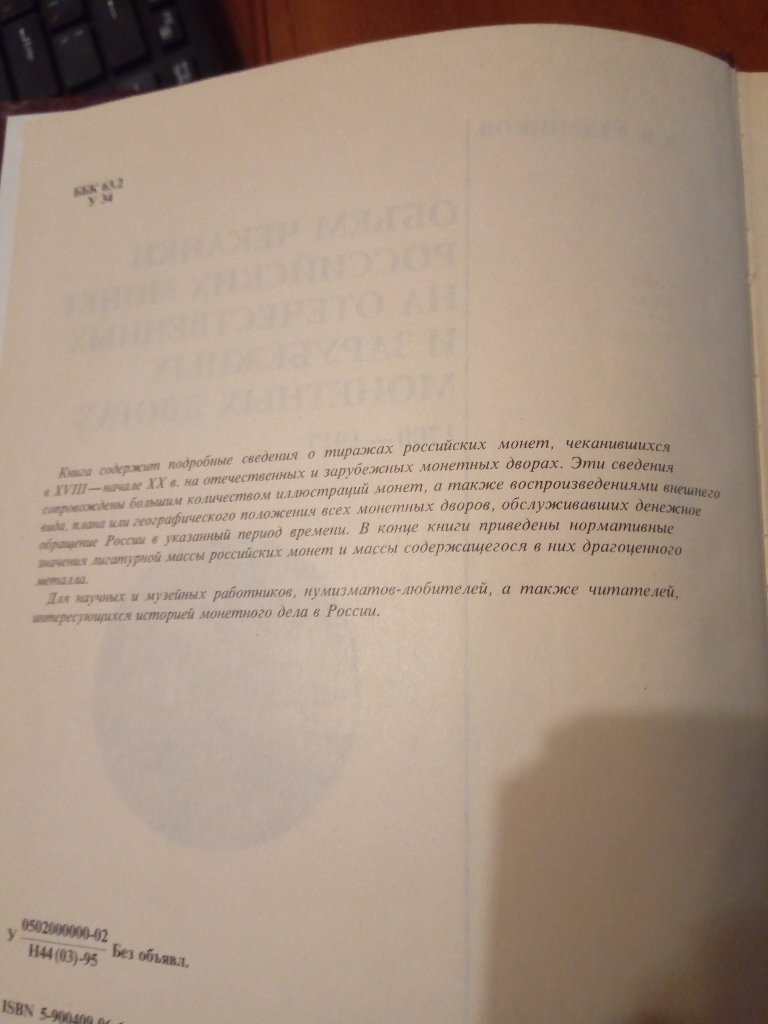 ББК 63.2
У 34
Книга содержит подробные сведения о тиражах российских монет, чеканившихся
в XVIII—начале XX в. на отечественных и зарубежных монетных дворах. Эти сведения
сопровождены большим количеством иллюстраций монет, а также воспроизведениями внешнего
вида, плана или географического положения всех монетных дворов, обслуживавших денежное
обращение России в указанный период времени. В конце книги приведены нормативные
значения лигатурной массы российских монет и массы содержащегося в них драгоценного
металла.
Для научных и музейных работников, нумизматов-любителей, а также читателей,
интересующихся историей монетного дела в России.
У 0502000000-02
Н44(03)-95 Без объявл.
ISBN 5-900409-06-